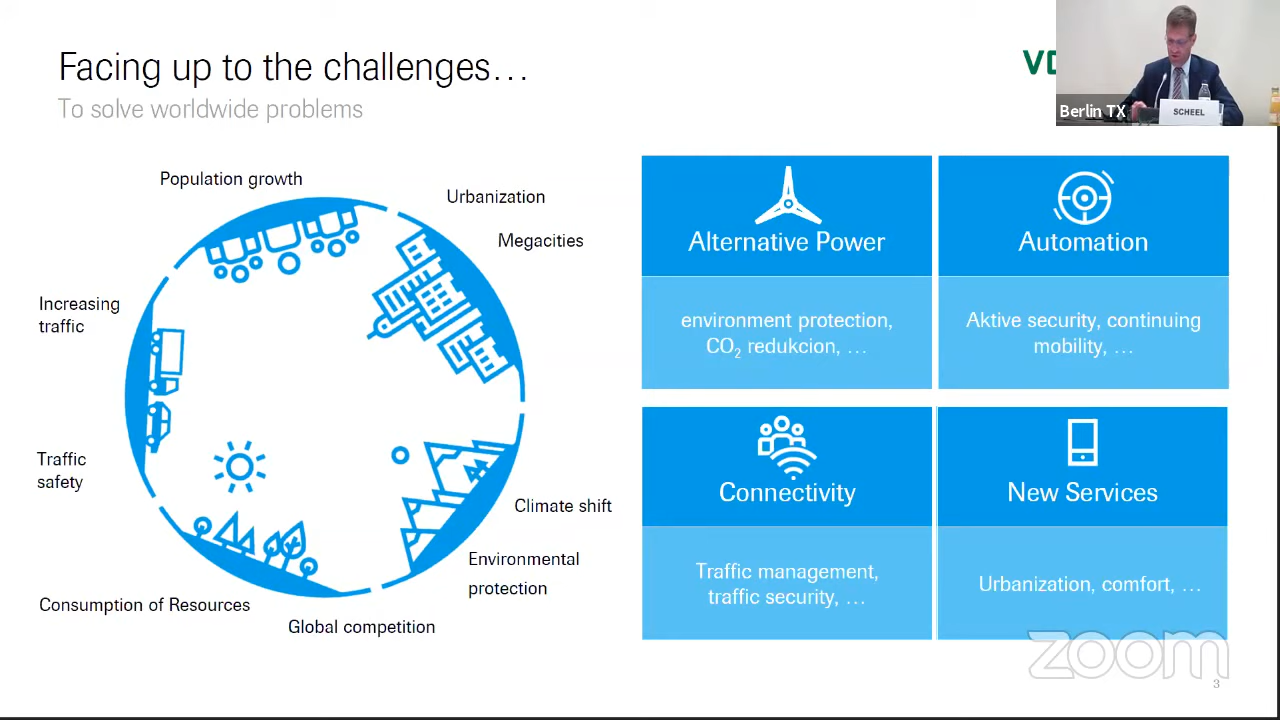 Facing up to the challenges…
To solve worldwide problems
Berlin TX
SCHEEL
Population growth
Urbanization
Megacities
Increasing
traffic
Traffic
safety
Climate shift
Environmental
protection
Consumption of Resources
Global competition
Alternative Power
environment protection,
CO₂ redukcion, …
Automation
Aktive security, continuing
mobility, …
Connectivity
Traffic management,
traffic security, …
New Services
Urbanization, comfort, …
zoom
3